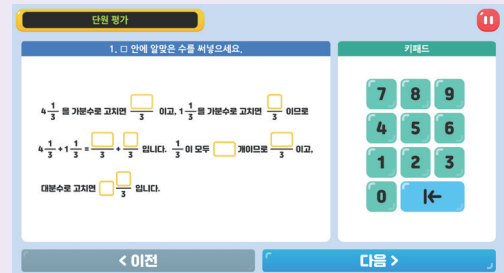 단원 평가
1. □ 안에 알맞은 수를 써넣으세요.
4 1/3 을 가분수로 고치면 □/3 이고, 1 1/3 을 가분수로 고치면 □/3 이므로
4 1/3 + 1 1/3 = □/3 + □/3 입니다. 1/3 이 모두 □ 개이므로 □/3 이고,
대분수로 고치면 □ □/3 입니다.
키패드
7 8 9
4 5 6
1 2 3
0
< 이전
다음 >